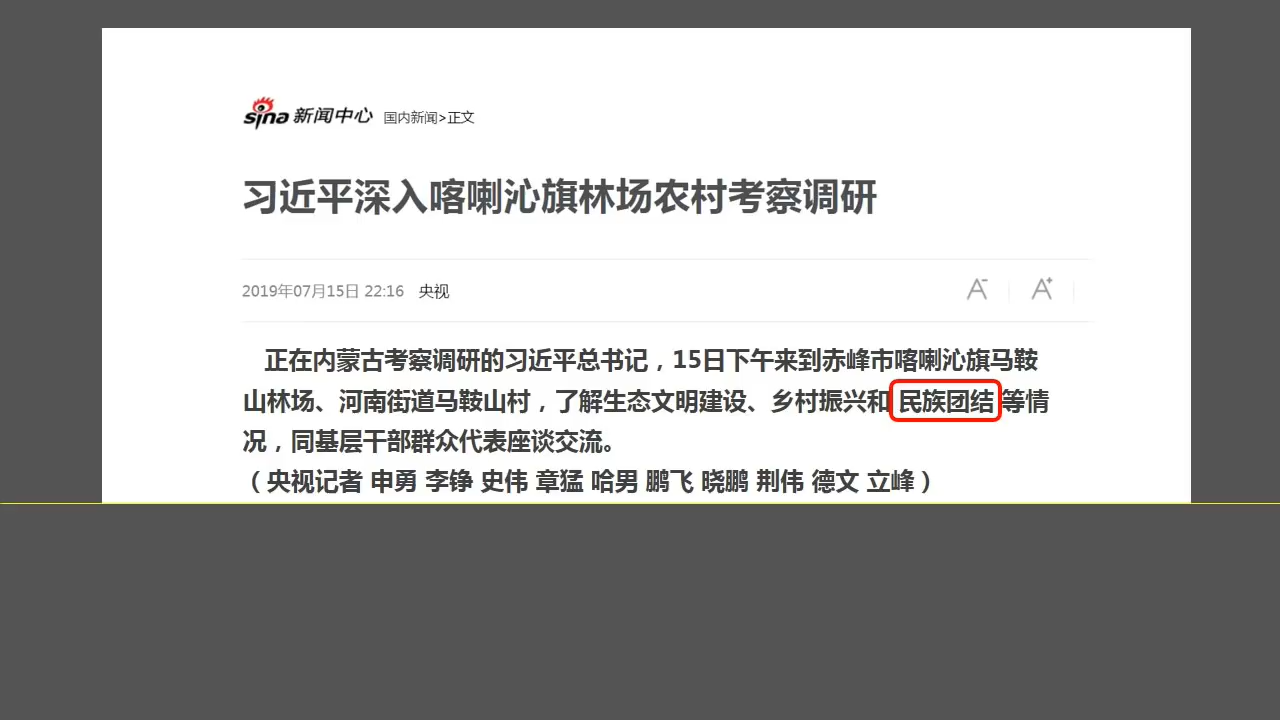 sina 新闻中心 国内新闻>正文
习近平深入喀喇沁旗林场农村考察调研
2019年07月15日 22:16 央视 A- A+
正在内蒙古考察调研的习近平总书记，15日下午来到赤峰市喀喇沁旗马鞍
山林场、河南街道马鞍山村，了解生态文明建设、乡村振兴和 民族团结 等情
况，同基层干部群众代表座谈交流。
（央视记者 申勇 李铮 史伟 章猛 哈男 鹏飞 晓鹏 荆伟 德文 立峰）